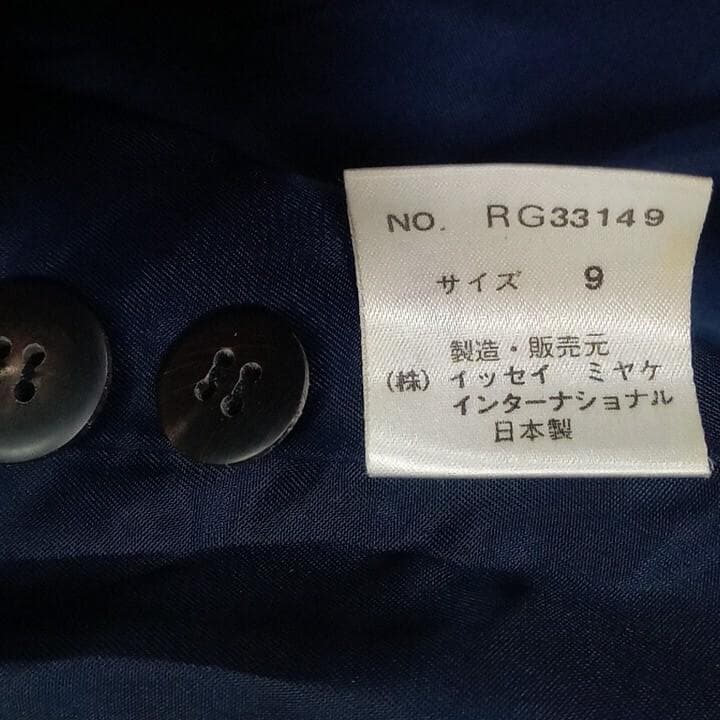 NO. RG33149
サイズ 9
製造・販売元
(株)イッセイ ミヤケ
インターナショナル
日本製